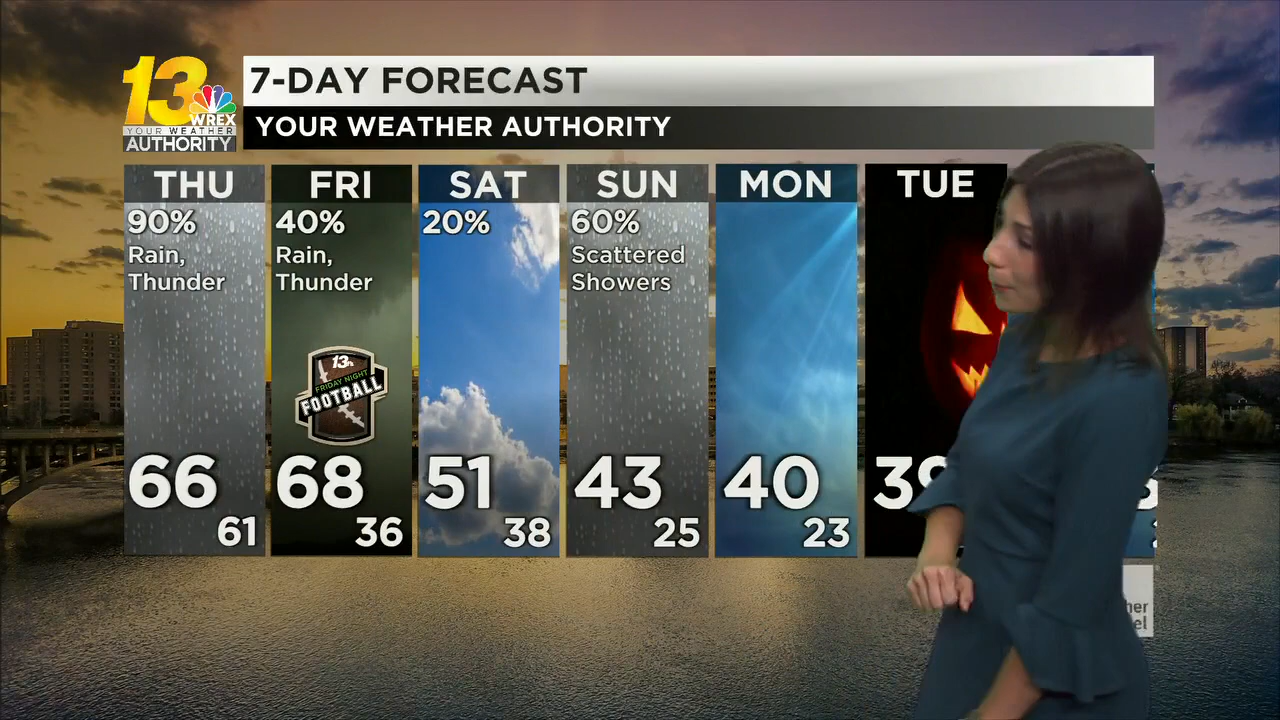 13
WREX
YOUR WEATHER
AUTHORITY
7-DAY FORECAST
YOUR WEATHER AUTHORITY
THU
90%
Rain,
Thunder
66
61
FRI
40%
Rain,
Thunder
13
FRIDAY NIGHT
FOOTBALL
68
36
SAT
20%
51
38
SUN
60%
Scattered
Showers
43
25
MON
40
23
TUE
39